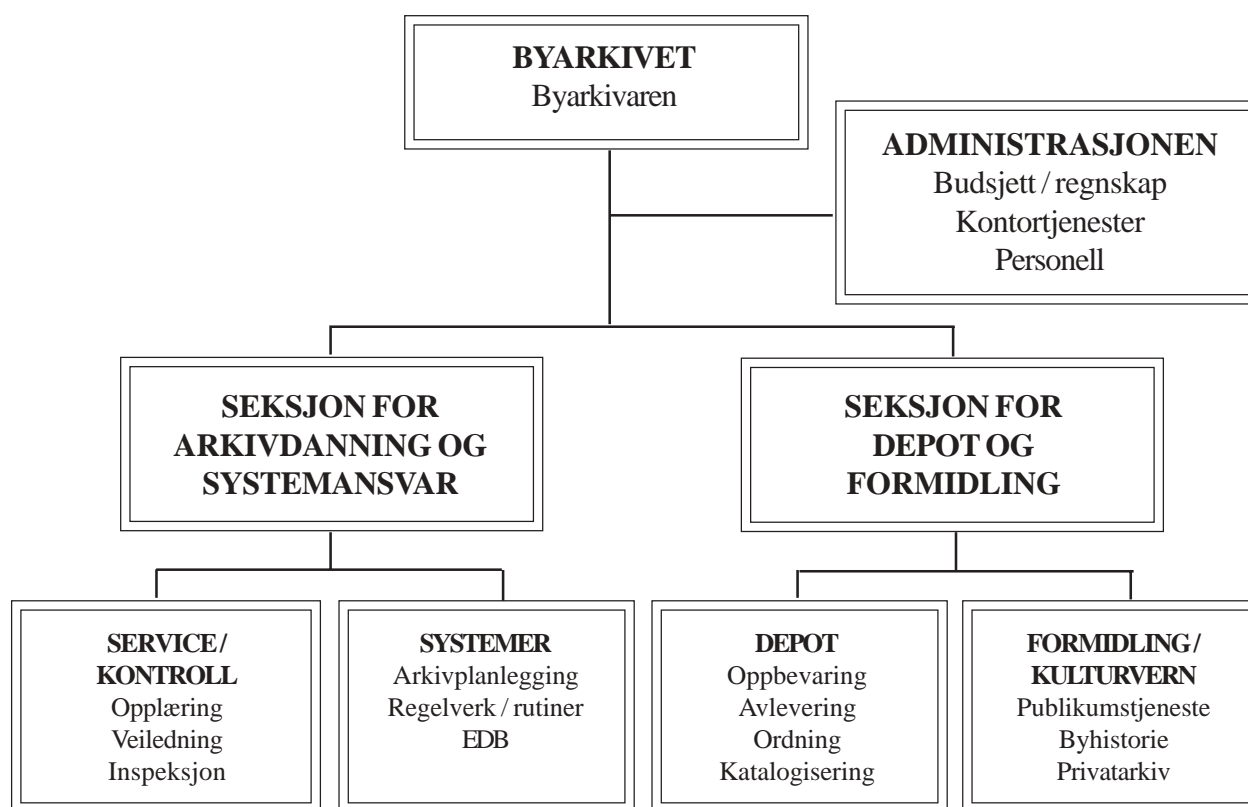 BYARKIVET
Byarkivaren
ADMINISTRASJONEN
Budsjett / regnskap
Kontortjenester
Personell
SEKSJON FOR
ARKIVDANNING OG
SYSTEMANSVAR
SEKSJON FOR
DEPOT OG
FORMIDLING
SERVICE /
KONTROLL
Opplæring
Veiledning
Inspeksjon
SYSTEMER
Arkivplanlegging
Regelverk / rutiner
EDB
DEPOT
Oppbevaring
Avlevering
Ordning
Katalogisering
FORMIDLING /
KULTURVERN
Publikumstjeneste
Byhistorie
Privatarkiv